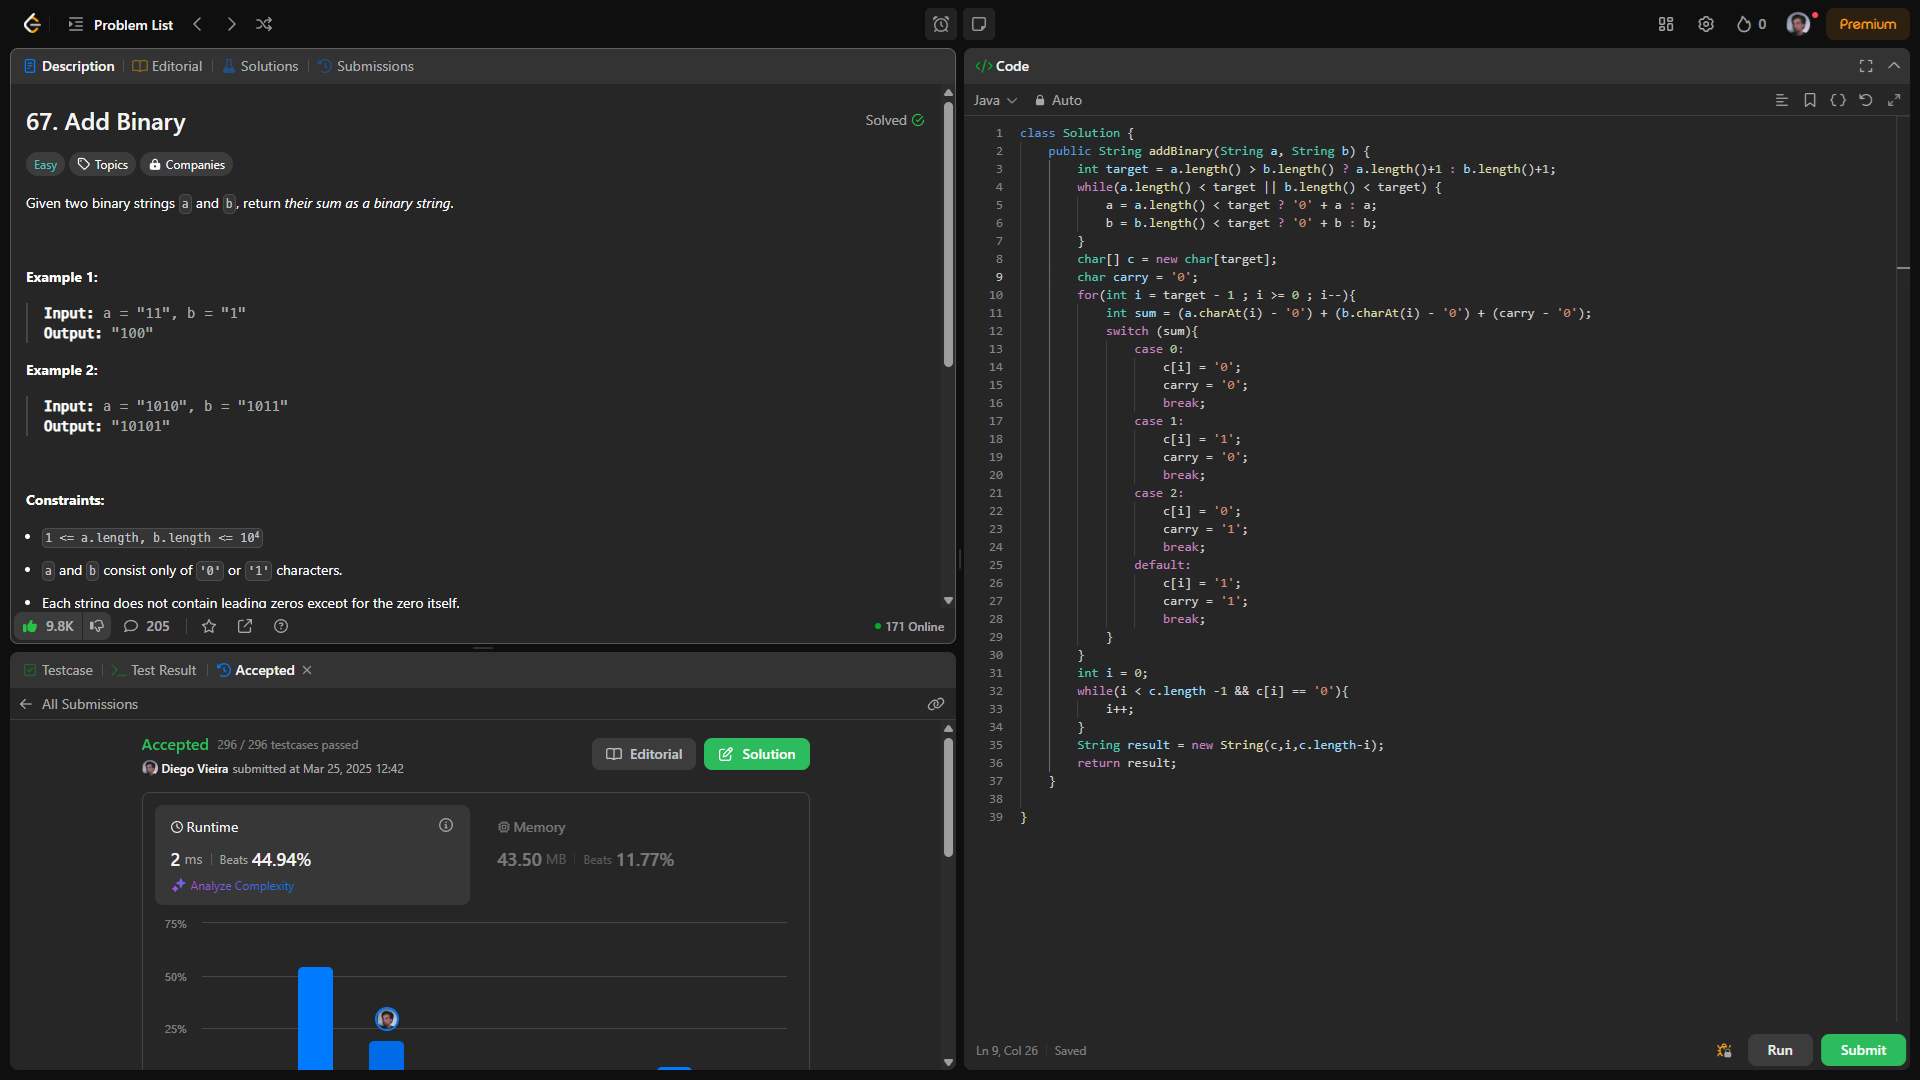 Problem List
0
Premium
Description
Editorial
Solutions
Submissions
67. Add Binary
Solved
Easy
Topics
Companies
Given two binary strings a and b, return their sum as a binary string.
Example 1:
Input: a = "11", b = "1"
Output: "100"
Example 2:
Input: a = "1010", b = "1011"
Output: "10101"
Constraints:
• 1 <= a.length, b.length <= 10⁴
• a and b consist only of '0' or '1' characters.
• Each string does not contain leading zeros except for the zero itself.
9.8K
205
171 Online
Testcase
Test Result
Accepted
All Submissions
Accepted 296 / 296 testcases passed
Diego Vieira submitted at Mar 25, 2025 12:42
Editorial
Solution
Runtime
2 ms Beats 44.94%
Analyze Complexity
Memory
43.50 MB Beats 11.77%
75%
50%
25%
</> Code
Java
Auto
1 class Solution {
2     public String addBinary(String a, String b) {
3         int target = a.length() > b.length() ? a.length()+1 : b.length()+1;
4         while(a.length() < target || b.length() < target) {
5             a = a.length() < target ? '0' + a : a;
6             b = b.length() < target ? '0' + b : b;
7         }
8         char[] c = new char[target];
9         char carry = '0';
10         for(int i = target - 1 ; i >= 0 ; i--){
11             int sum = (a.charAt(i) - '0') + (b.charAt(i) - '0') + (carry - '0');
12             switch (sum){
13                 case 0:
14                     c[i] = '0';
15                     carry = '0';
16                     break;
17                 case 1:
18                     c[i] = '1';
19                     carry = '0';
20                     break;
21                 case 2:
22                     c[i] = '0';
23                     carry = '1';
24                     break;
25                 default:
26                     c[i] = '1';
27                     carry = '1';
28                     break;
29             }
30         }
31         int i = 0;
32         while(i < c.length -1 && c[i] == '0'){
33             i++;
34         }
35         String result = new String(c,i,c.length-i);
36         return result;
37     }
38
39 }
Ln 9, Col 26
Saved
Run
Submit